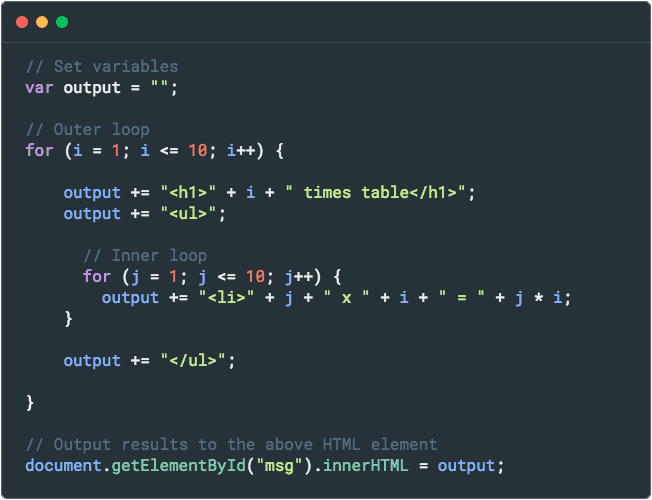 // Set variables
var output = "";
// Outer loop
for (i = 1; i <= 10; i++) {
output += "<h1>" + i + " times table</h1>";
output += "<ul>";
// Inner loop
for (j = 1; j <= 10; j++) {
output += "<li>" + j + " x " + i + " = " + j * i;
}
output += "</ul>";
}
// Output results to the above HTML element
document.getElementById("msg").innerHTML = output;